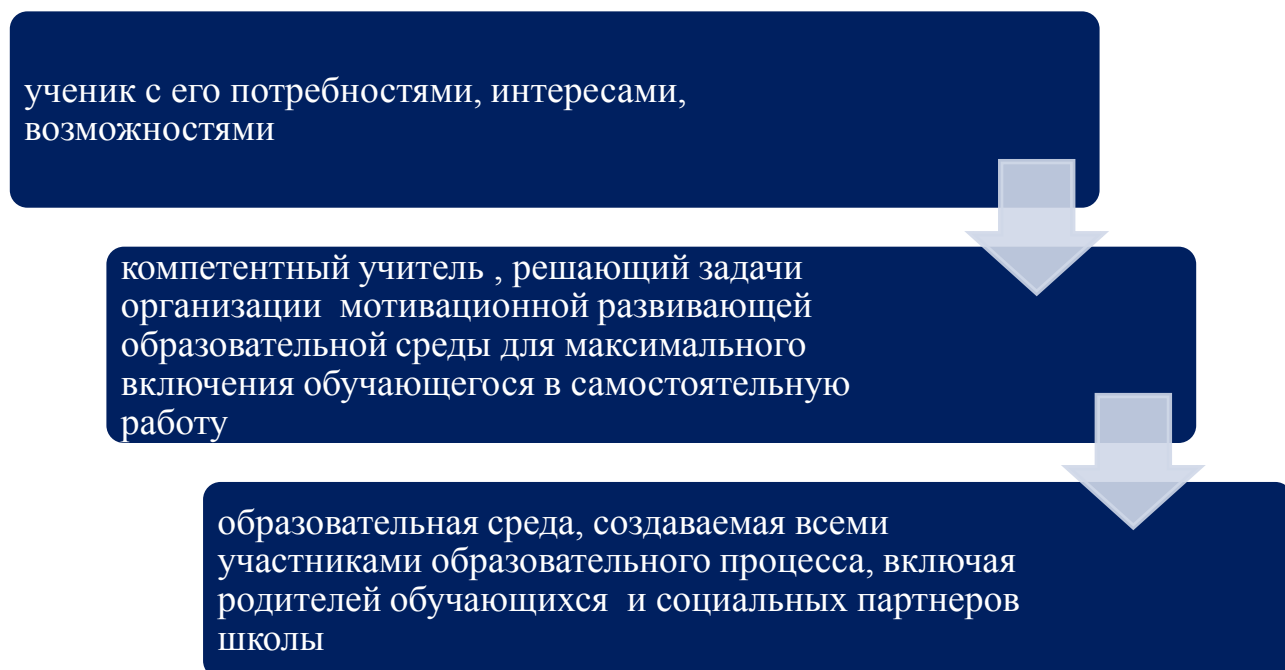 ученик с его потребностями, интересами,
возможностями
компетентный учитель , решающий задачи
организации мотивационной развивающей
образовательной среды для максимального
включения обучающегося в самостоятельную
работу
образовательная среда, создаваемая всеми
участниками образовательного процесса, включая
родителей обучающихся и социальных партнеров
школы